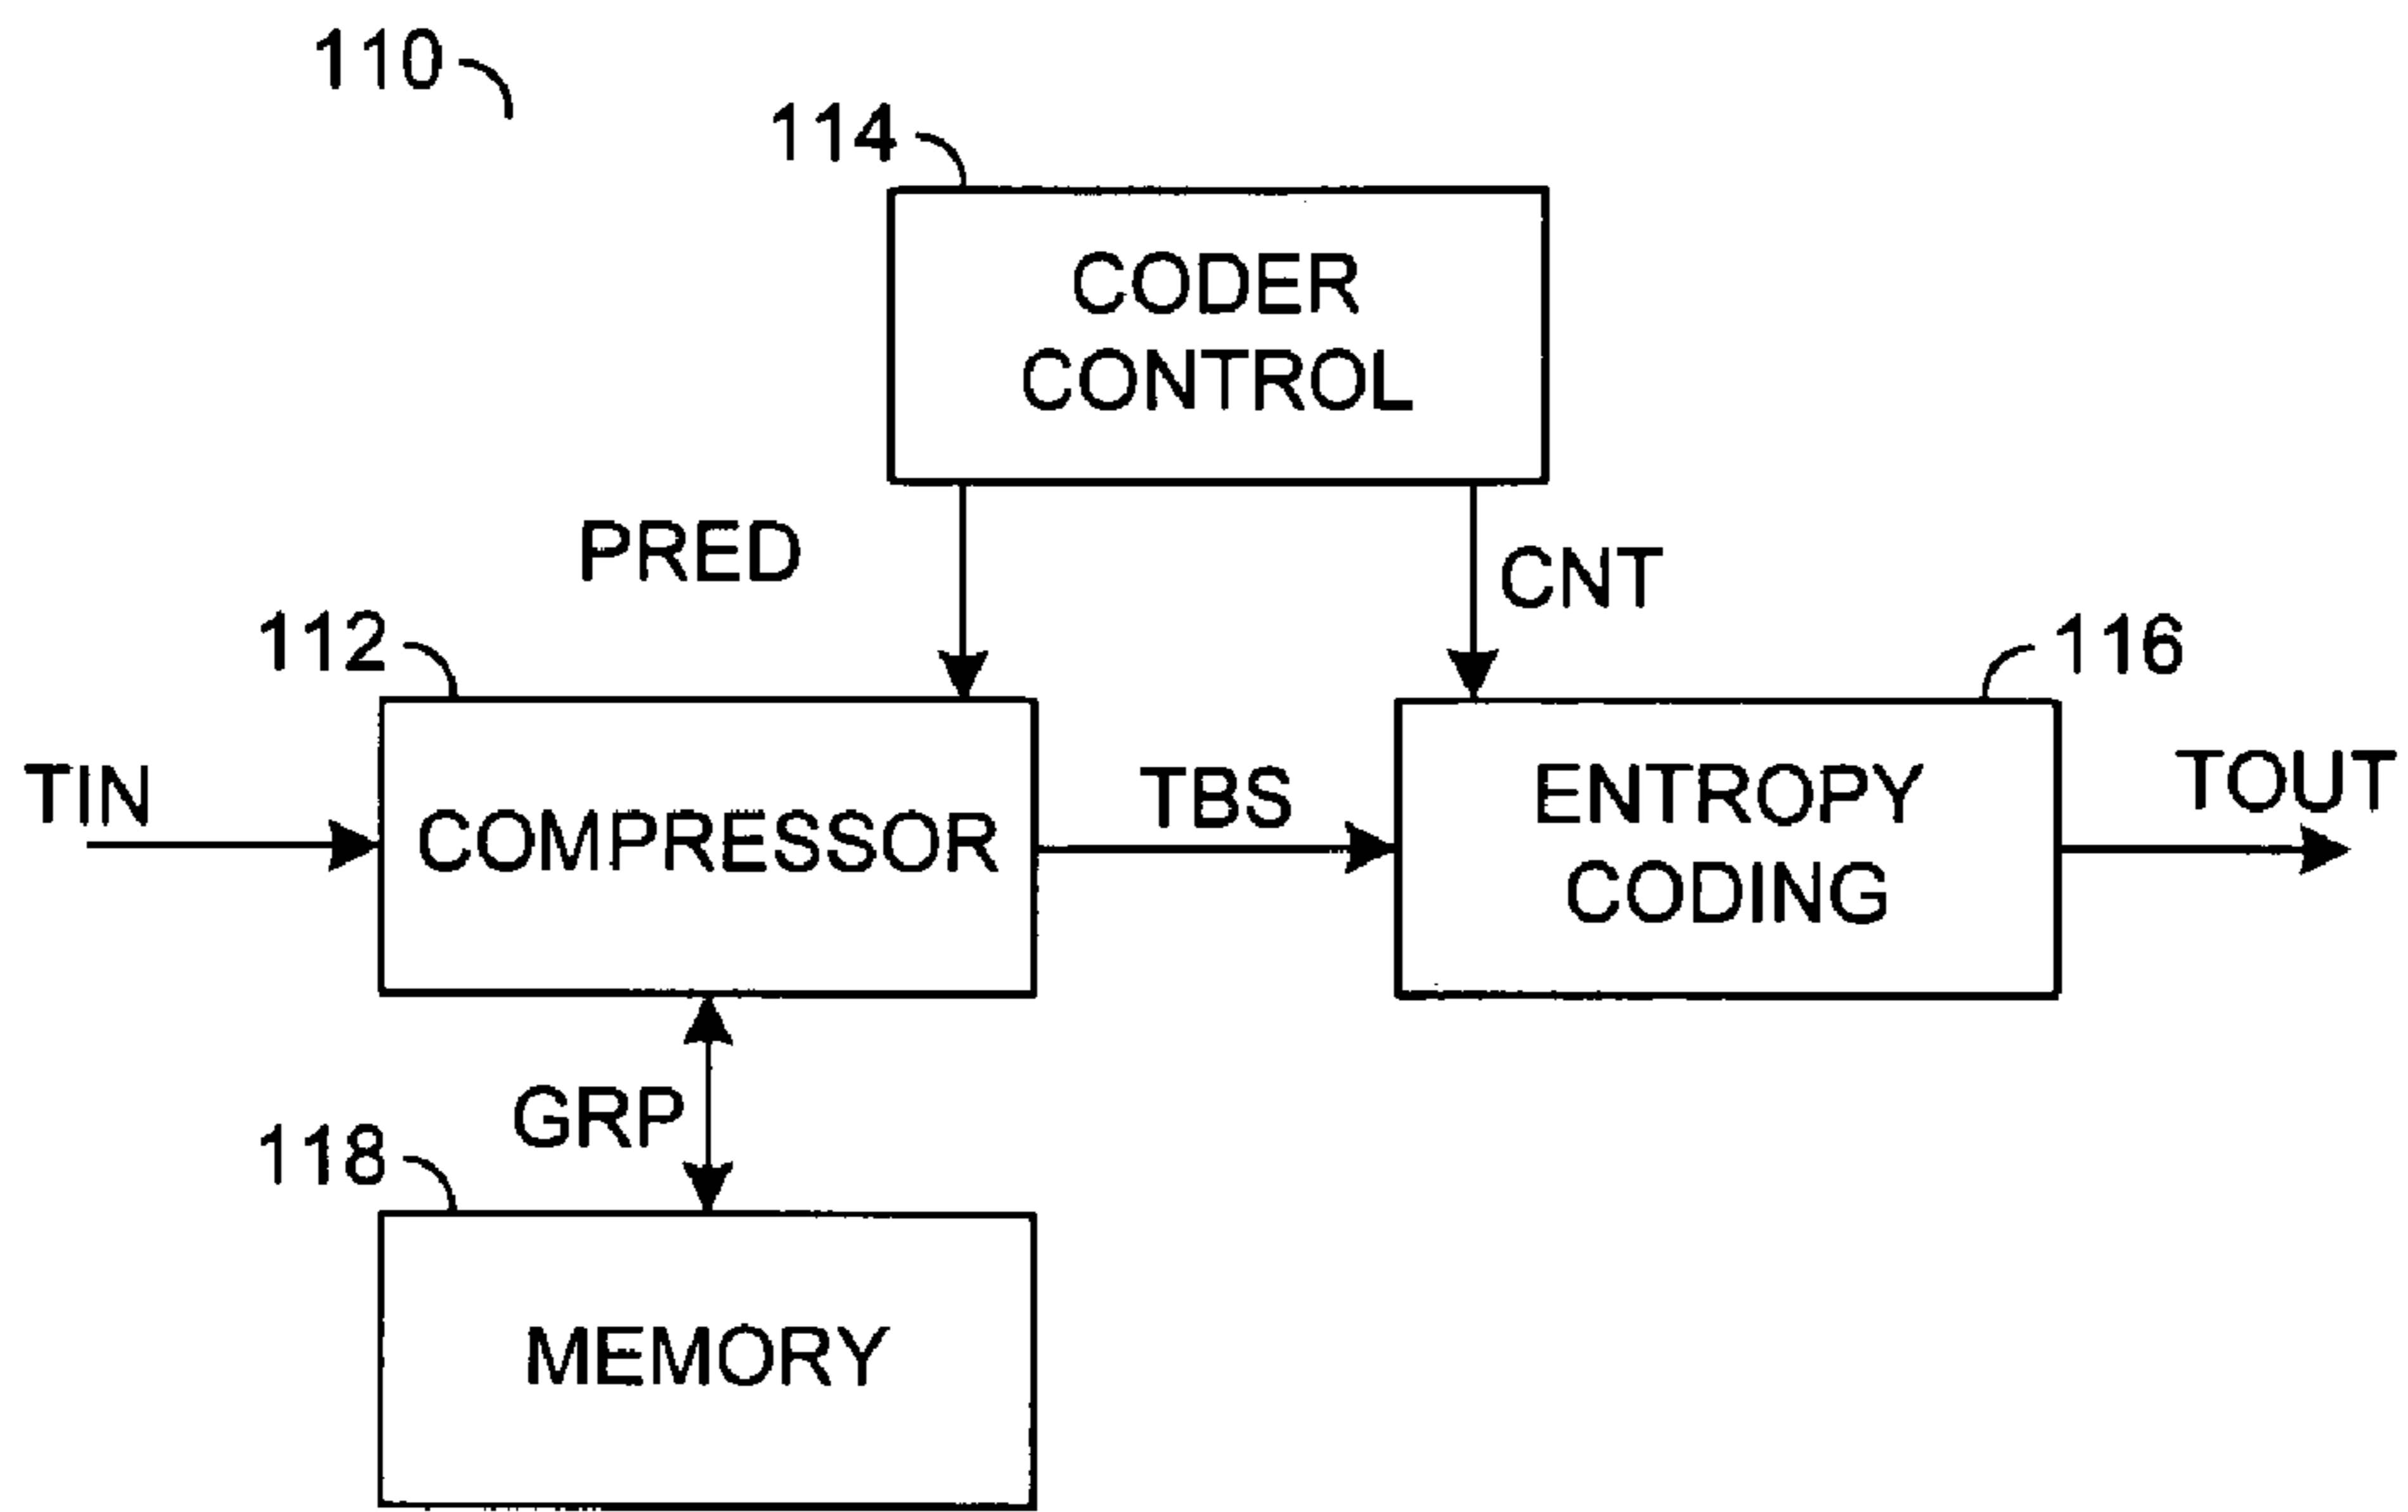 110
114
CODER
CONTROL
PRED
CNT
112
116
TIN
COMPRESSOR
TBS
ENTROPY
CODING
TOUT
GRP
118
MEMORY